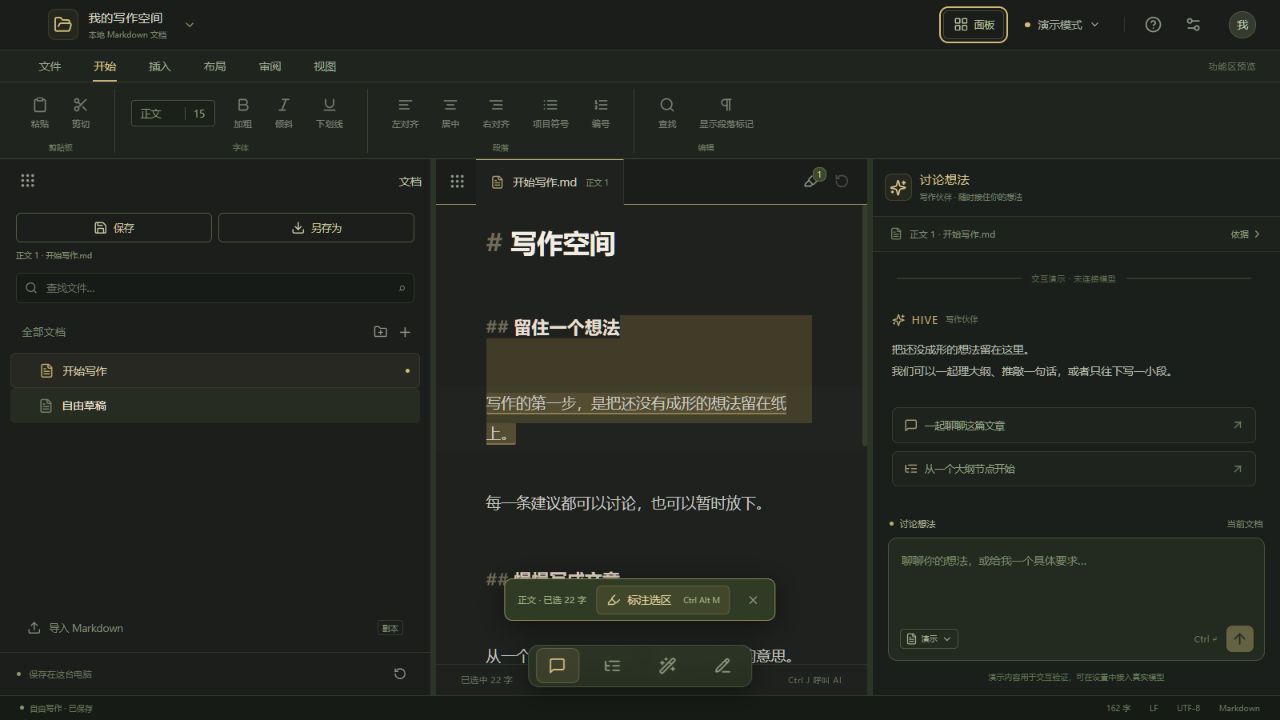 我的写作空间
本地 Markdown 文档
面板
演示模式
我
文件 开始 插入 布局 审阅 视图
功能区预览
粘贴 剪切
正文 15
加粗 倾斜 下划线
左对齐 居中 右对齐 项目符号 编号
查找 显示段落标记
剪贴板 字体 段落 编辑
文档
保存 另存为
正文 1 · 开始写作.md
查找文件...
全部文档
开始写作
自由草稿
导入 Markdown 副本
保存在这台电脑
开始写作.md 正文 1
1
# 写作空间
## 留住一个想法
写作的第一步，是把还没有成形的想法留在纸
上。
每一条建议都可以讨论，也可以暂时放下。
## 慢慢写成文章
正文 · 已选 22 字 标注选区 Ctrl Alt M
从一个
的意思。
已选中 22 字
Ctrl J 呼叫 AI
讨论想法
写作伙伴 · 随时接住你的想法
正文 1 · 开始写作.md 依据
交互演示 · 未连接模型
HIVE 写作伙伴
把还没成形的想法留在这里。
我们可以一起理大纲、推敲一句话，或者只往下写一小段。
一起聊聊这篇文章
从一个大纲节点开始
讨论想法 当前文档
聊聊你的想法，或给我一个具体要求...
演示
Ctrl ↵
演示内容用于交互验证，可在设置中接入真实模型
自由写作 · 已保存
162 字 LF UTF-8 Markdown